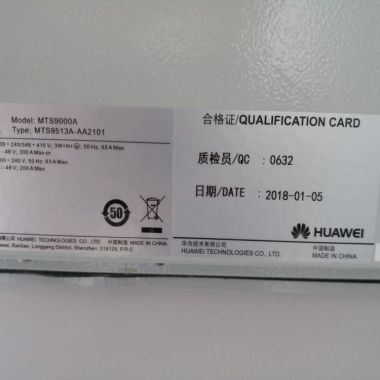 Model: MTS9000A
Type: MTS9513A-AA2101
240/346 - 415 V; 3W+N+; 50 Hz; 63 A Max
- 48 V; 300 A Max or
- 240 V; 50 Hz; 63 A Max
- 48 V; 200 A Max
50
HUAWEI TECHNOLOGIES CO., LTD. 中国制造 MADE IN CHINA
Bantian, Longgang District, Shenzhen, 518129, P.R.C.
合格证/QUALIFICATION CARD
质检员/QC : 0632
日期/DATE : 2018-01-05
HUAWEI
华为技术有限公司 中国制造
HUAWEI TECHNOLOGIES CO., LTD. MADE IN CHINA